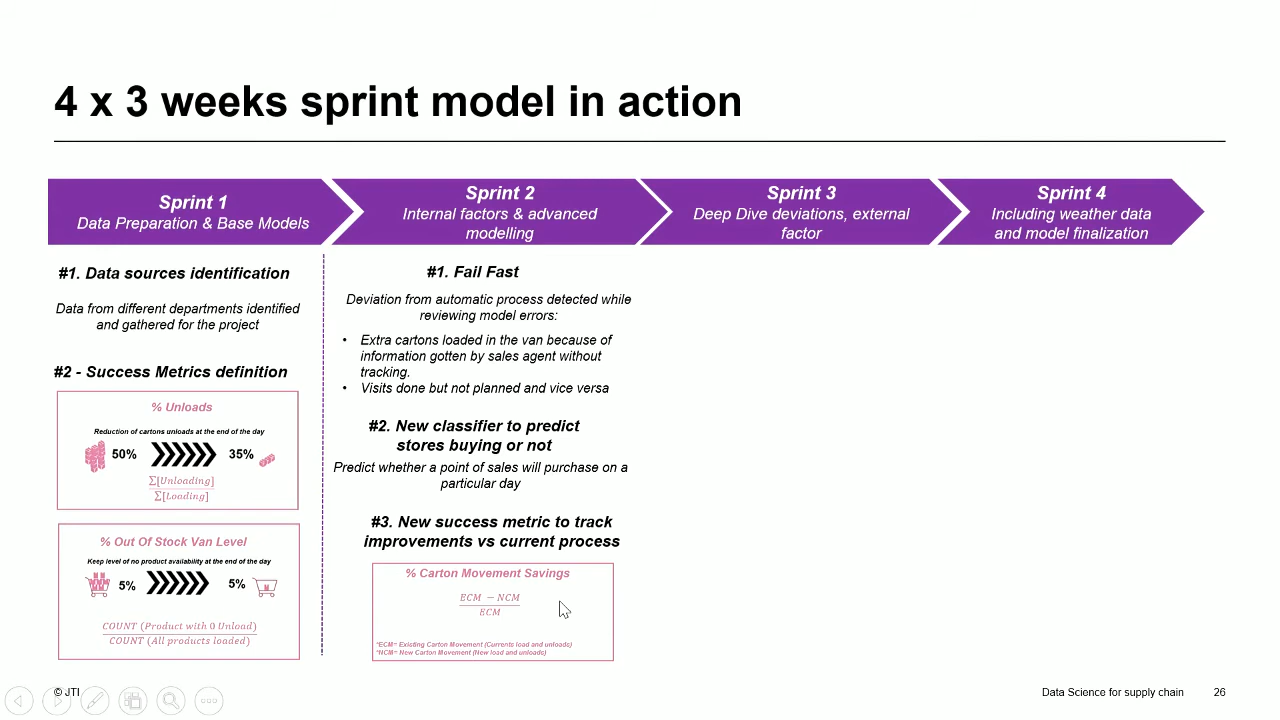 4 x 3 weeks sprint model in action
Sprint 1
Data Preparation & Base Models
Sprint 2
Internal factors & advanced
modelling
Sprint 3
Deep Dive deviations, external
factor
Sprint 4
Including weather data
and model finalization
#1. Data sources identification
Data from different departments identified
and gathered for the project
#2 - Success Metrics definition
% Unloads
Reduction of cartons unloads at the end of the day
50%
35%
∑[Unloading]
∑[Loading]
% Out Of Stock Van Level
Keep level of no product availability at the end of the day
5%
5%
COUNT (Product with 0 Unload)
COUNT (All products loaded)
#1. Fail Fast
Deviation from automatic process detected while
reviewing model errors:
• Extra cartons loaded in the van because of
information gotten by sales agent without
tracking.
• Visits done but not planned and vice versa
#2. New classifier to predict
stores buying or not
Predict whether a point of sales will purchase on a
particular day
#3. New success metric to track
improvements vs current process
% Carton Movement Savings
ECM − NCM
ECM
*ECM= Existing Carton Movement (Currente load and unloads)
*NCM= New Carton Movement (New load and unloads)
© JTI
Data Science for supply chain
26